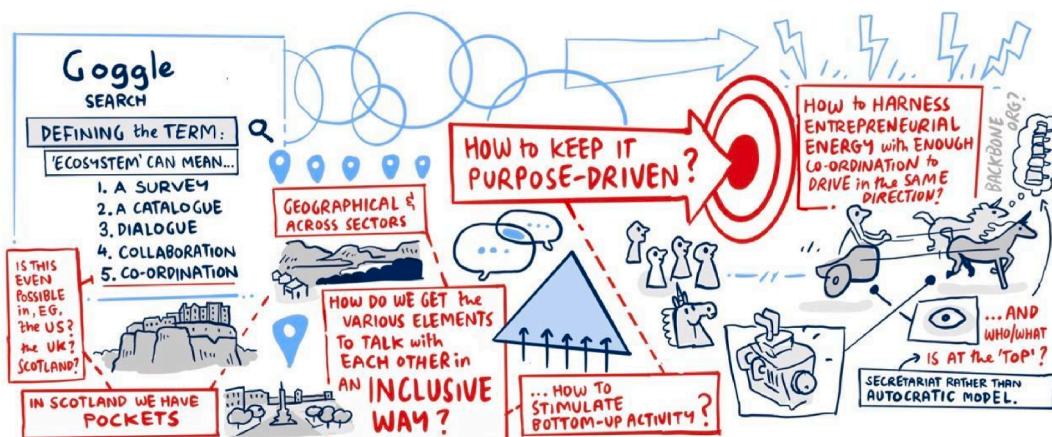 Goggle
SEARCH
DEFINING the TERM:
'ECOSYSTEM' CAN MEAN...
1. A SURVEY
2. A CATALOGUE
3. DIALOGUE
4. COLLABORATION
5. CO-ORDINATION
IS THIS
EVEN
POSSIBLE
in, EG.
the US?
the UK?
SCOTLAND?
IN SCOTLAND WE HAVE
POCKETS
GEOGRAPHICAL &
ACROSS SECTORS
HOW DO WE GET the
VARIOUS ELEMENTS
TO TALK with
EACH OTHER in
AN INCLUSIVE
WAY?
HOW to KEEP IT
PURPOSE-DRIVEN?
...HOW TO
STIMULATE
BOTTOM-UP ACTIVITY?
HOW to HARNESS
ENTREPRENEURIAL
ENERGY with ENOUGH
CO-ORDINATION to
DRIVE in the SAME
DIRECTION?
BACKBONE
ORG?
...AND
WHO/WHAT
IS AT the 'TOP'?
SECRETARIAT RATHER THAN
AUTOCRATIC MODEL.